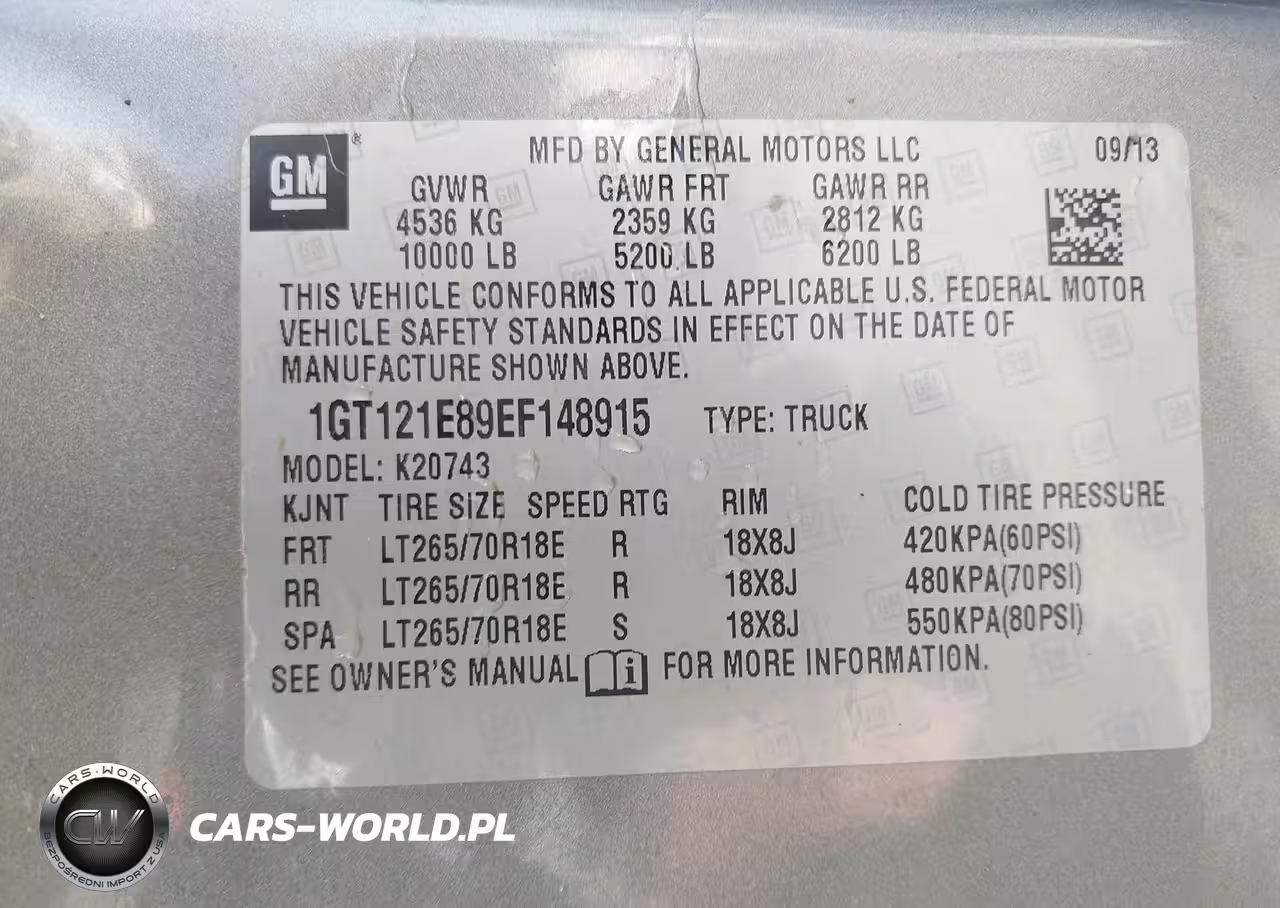 GM®
MFD BY GENERAL MOTORS LLC 09/13
GVWR GAWR FRT GAWR RR
4536 KG 2359 KG 2812 KG
10000 LB 5200 LB 6200 LB
THIS VEHICLE CONFORMS TO ALL APPLICABLE U.S. FEDERAL MOTOR
VEHICLE SAFETY STANDARDS IN EFFECT ON THE DATE OF
MANUFACTURE SHOWN ABOVE.
1GT121E89EF148915 TYPE: TRUCK
MODEL: K20743
KJNT TIRE SIZE SPEED RTG RIM COLD TIRE PRESSURE
FRT LT265/70R18E R 18X8J 420KPA(60PSI)
RR LT265/70R18E R 18X8J 480KPA(70PSI)
SPA LT265/70R18E S 18X8J 550KPA(80PSI)
SEE OWNER'S MANUAL i FOR MORE INFORMATION.
CARS-WORLD
CW
BEZPOŚREDNI IMPORT Z USA
CARS-WORLD.PL